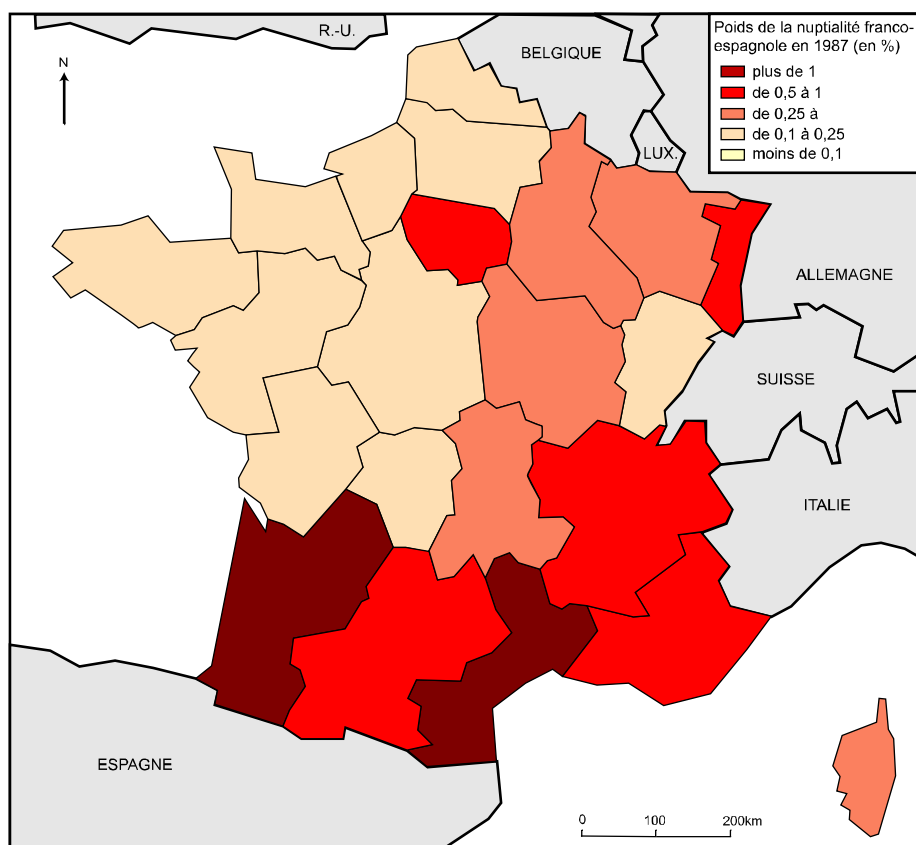 R.-U.
BELGIQUE
Poids de la nuptialité franco-
espagnole en 1987 (en %)
plus de 1
de 0,5 à 1
de 0,25 à
de 0,1 à 0,25
moins de 0,1
N
LUX.
ALLEMAGNE
SUISSE
ITALIE
ESPAGNE
0 100 200km